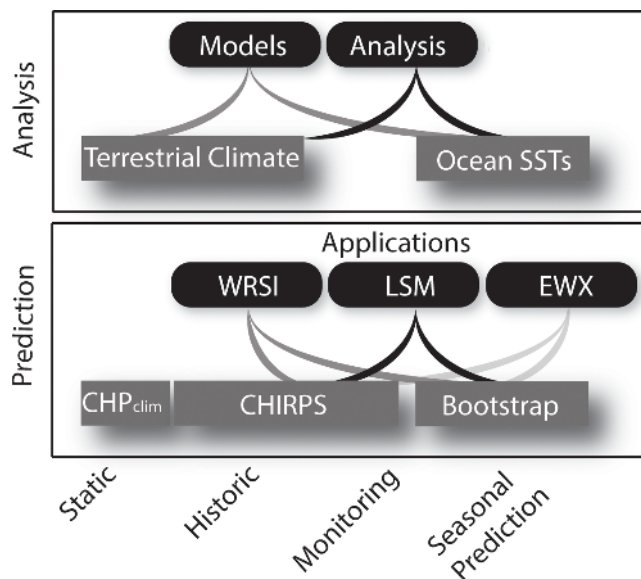 Analysis
Models
Analysis
Terrestrial Climate
Ocean SSTs
Prediction
Applications
WRSI
LSM
EWX
CHPclim
CHIRPS
Bootstrap
Static
Historic
Monitoring
Seasonal
Prediction